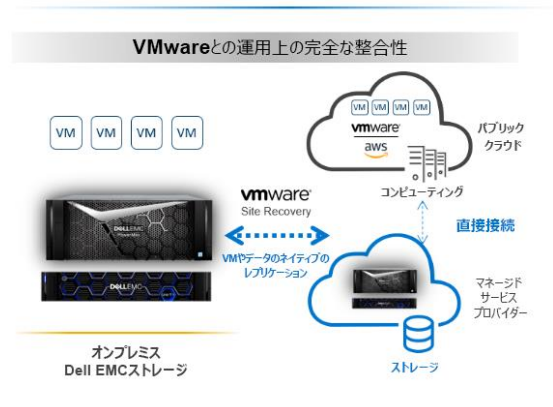 VMwareとの運用上の完全な整合性
VM VM VM VM
VM VM VM VM
vmware
aws
パブリック
クラウド
コンピューティング
vmware
Site Recovery
VMやデータのネイティブの
レプリケーション
直接接続
DELLEMC
PowerMax
DELLEMC
マネージド
サービス
プロバイダー
ストレージ
オンプレミス
Dell EMCストレージ